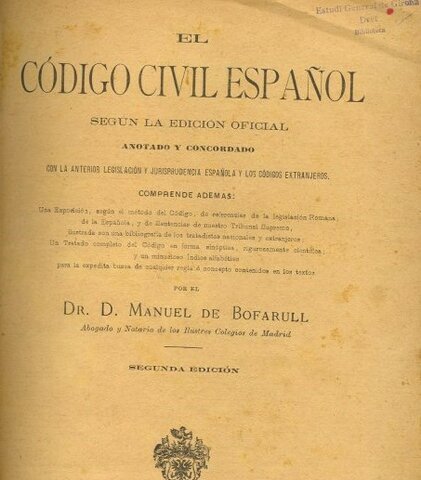 Estudi General de Girona
Dret
Biblioteca
EL
CÓDIGO CIVIL ESPAÑOL
SEGÚN LA EDICIÓN OFICIAL
ANOTADO Y CONCORDADO
CON LA ANTERIOR LEGISLACIÓN Y JURISPRUDENCIA ESPAÑOLA Y LOS CÓDIGOS EXTRANJEROS.
COMPRENDE ADEMÁS:
Una Exposición, según el método del Código, de referencias de la legislación Romana,
de la Española, y de Sentencias de nuestro Tribunal Supremo,
ilustrada con una bibliografía de los tratadistas nacionales y extranjeros;
Un Tratado completo del Código en forma sinóptica, rigurosamente científica;
y un minucioso Índice alfabético
para la expedita busca de cualquier regla ó concepto contenidos en los textos
POR EL
DR. D. MANUEL DE BOFARULL
Abogado y Notario de los Ilustres Colegios de Madrid
SEGUNDA EDICIÓN